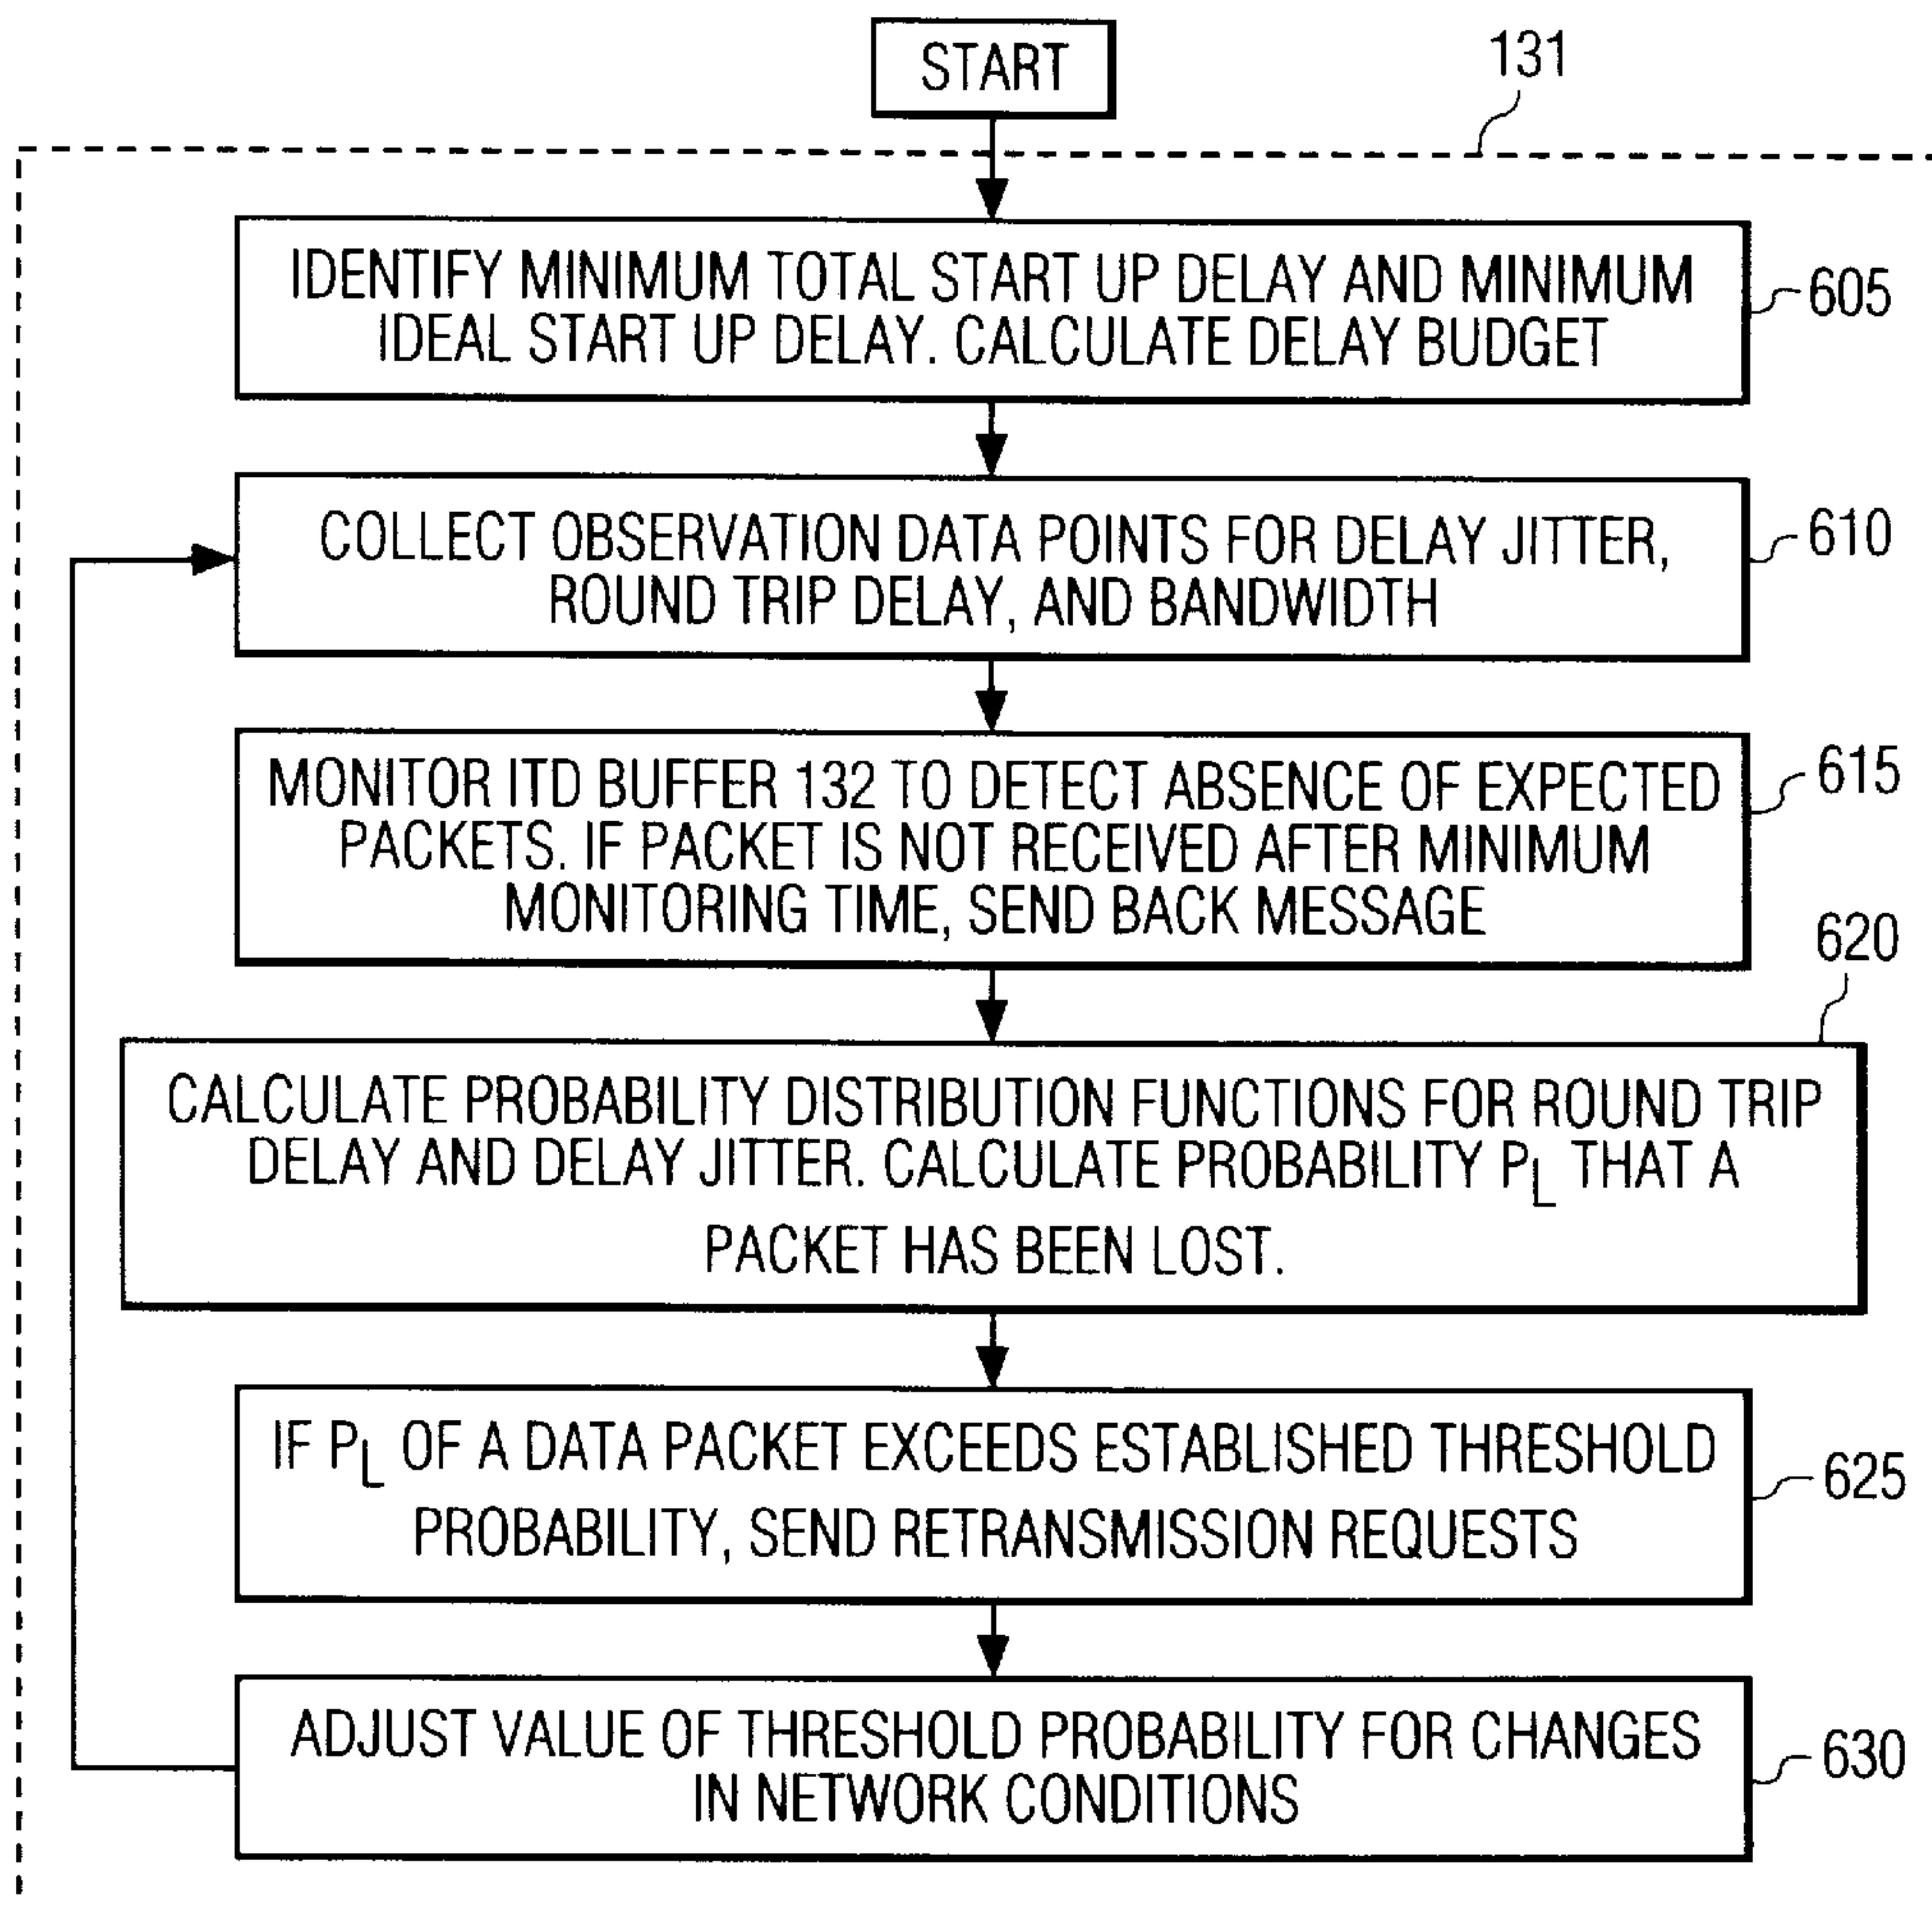 START
131
IDENTIFY MINIMUM TOTAL START UP DELAY AND MINIMUM
IDEAL START UP DELAY. CALCULATE DELAY BUDGET
605
COLLECT OBSERVATION DATA POINTS FOR DELAY JITTER,
ROUND TRIP DELAY, AND BANDWIDTH
610
MONITOR ITD BUFFER 132 TO DETECT ABSENCE OF EXPECTED
PACKETS. IF PACKET IS NOT RECEIVED AFTER MINIMUM
MONITORING TIME, SEND BACK MESSAGE
615
620
CALCULATE PROBABILITY DISTRIBUTION FUNCTIONS FOR ROUND TRIP
DELAY AND DELAY JITTER. CALCULATE PROBABILITY PL THAT A
PACKET HAS BEEN LOST.
IF PL OF A DATA PACKET EXCEEDS ESTABLISHED THRESHOLD
PROBABILITY, SEND RETRANSMISSION REQUESTS
625
ADJUST VALUE OF THRESHOLD PROBABILITY FOR CHANGES
IN NETWORK CONDITIONS
630